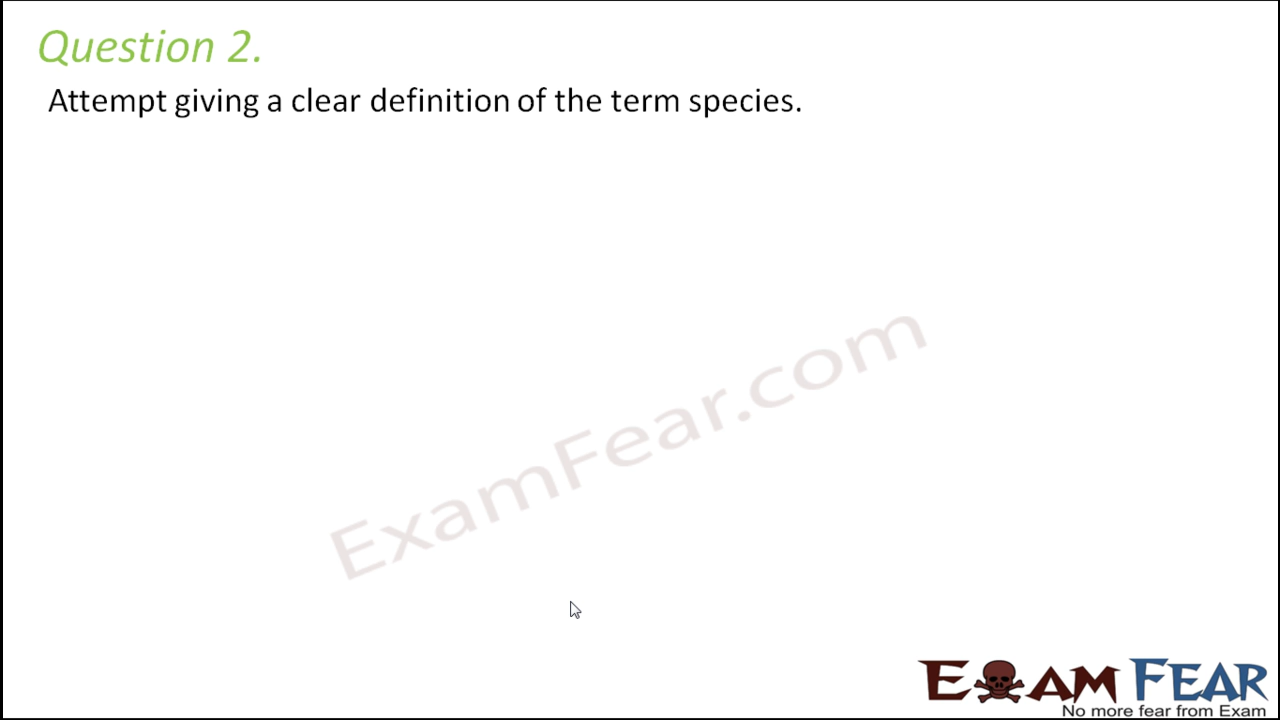 Question 2.
Attempt giving a clear definition of the term species.
ExamFear.com
EXAM FEAR
No more fear from Exam